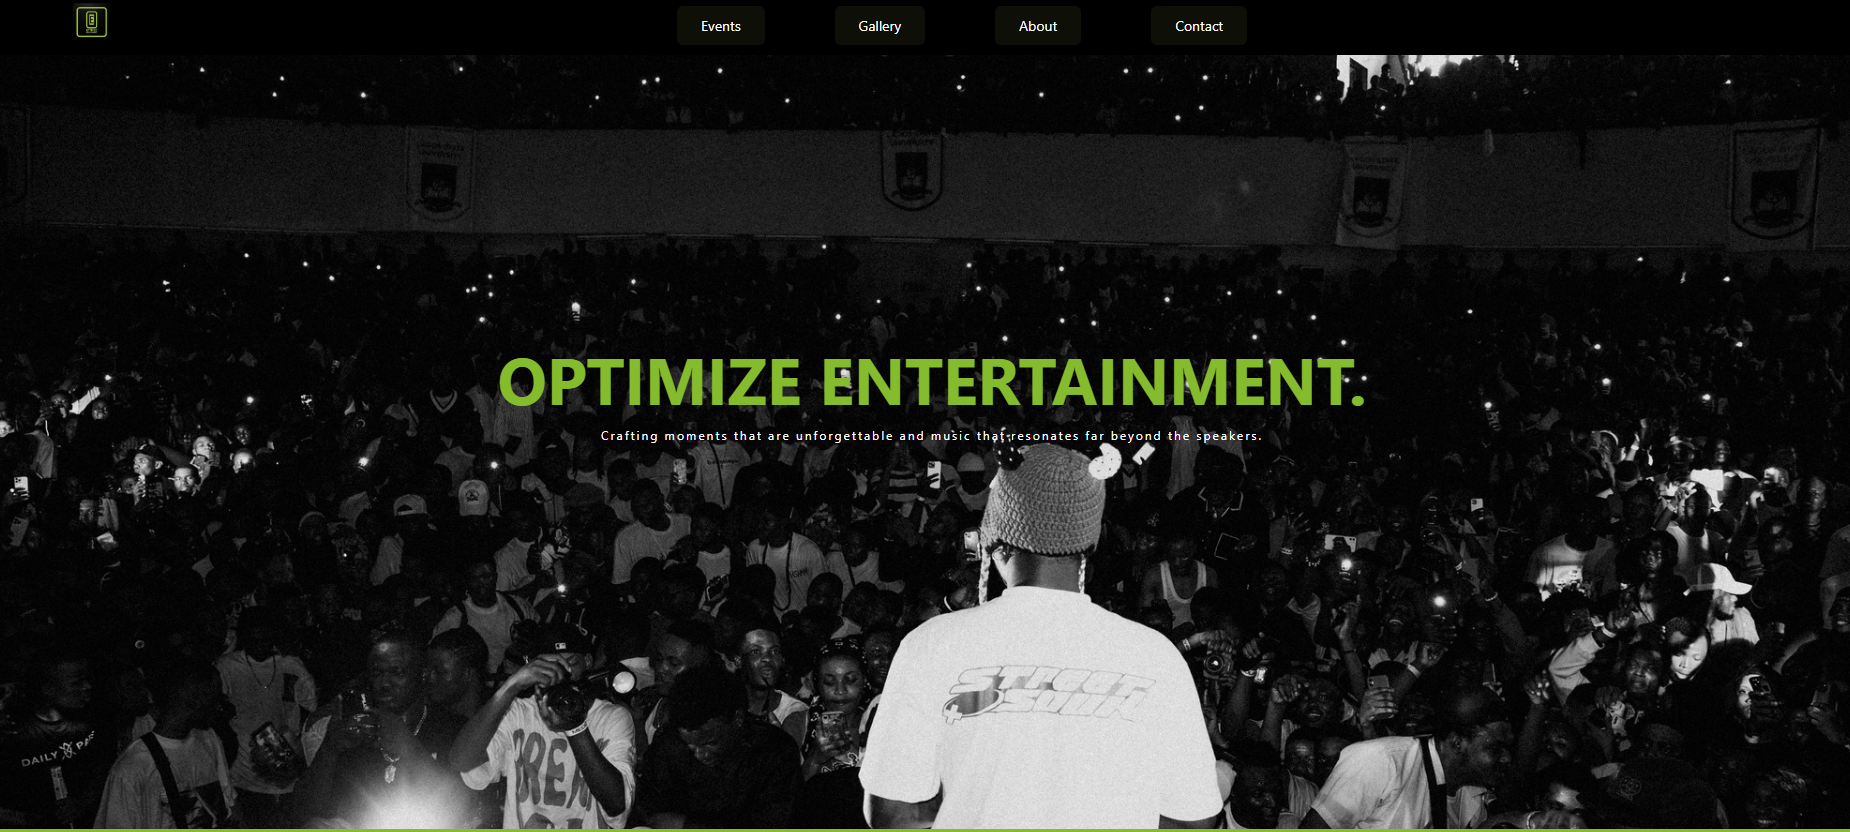 Events
Gallery
About
Contact
OPTIMIZE ENTERTAINMENT.
Crafting moments that are unforgettable and music that resonates far beyond the speakers.
DAILY